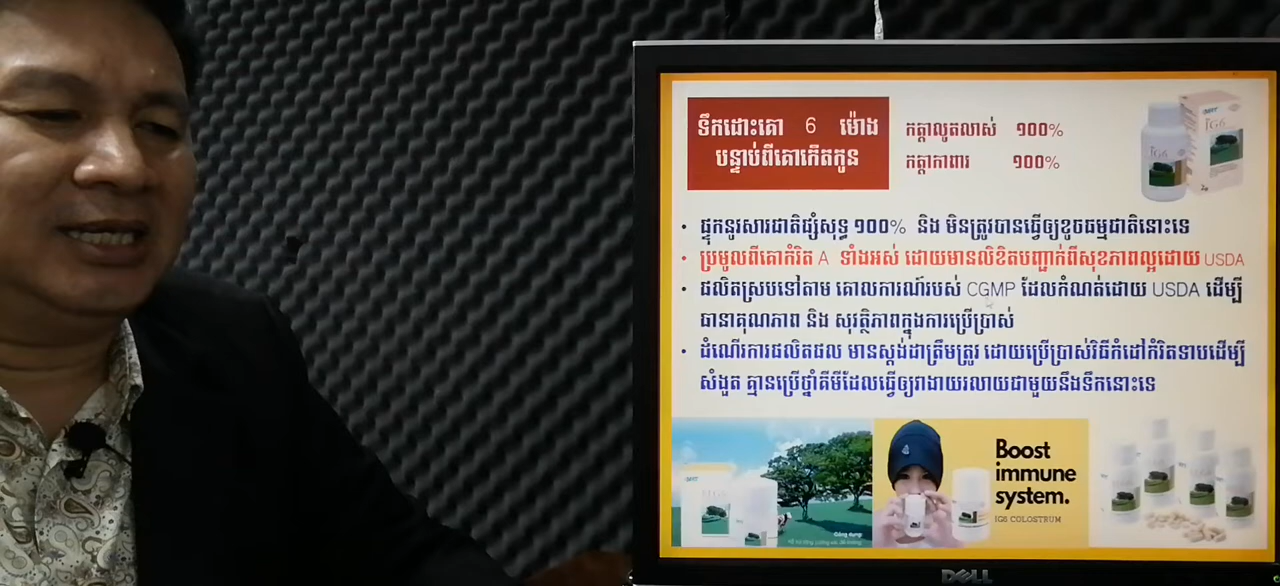 ទឹកដោះគោ 6 ម៉ោង
បន្ទាប់ពីគោកើតកូន
កត្តាលូតលាស់ ១០០%
កត្តាការពារ ១០០%
IG6
IG6
• ផ្ទុកនូវសារជាតិផ្សំសុទ្ធ ១០០% និង មិនត្រូវបានធ្វើឲ្យខូចធម្មជាតិនោះទេ
• ប្រមូលពីគោកំរិត A ទាំងអស់ ដោយមានលិខិតបញ្ជាក់ពីសុខភាពល្អដោយ USDA
• ផលិតស្របទៅតាម គោលការណ៍របស់ CGMP ដែលកំណត់ដោយ USDA ដើម្បី
ធានាគុណភាព និង សុវត្ថិភាពក្នុងការប្រើប្រាស់
• ដំណើរការផលិតផល មានស្តង់ដាត្រឹមត្រូវ ដោយប្រើប្រាស់វិធីកំដៅកំរិតទាបដើម្បី
សំងួត គ្មានប្រើថ្នាំគីមីដែលធ្វើឲ្យរាងាយរលាយជាមួយនឹងទឹកនោះទេ
Boost
immune
system.
IG6 COLOSTRUM
Công dụng
DELL